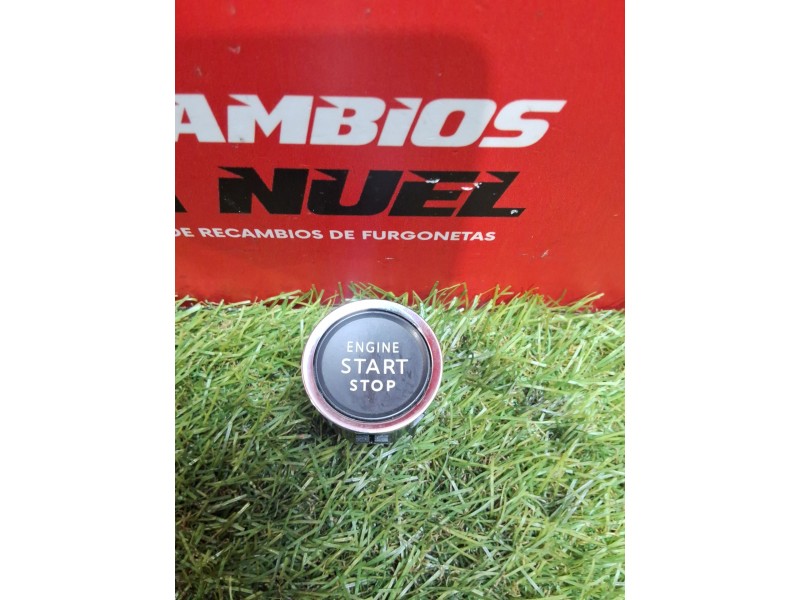 AMBIOS
NUEL
DE RECAMBIOS DE FURGONETAS
ENGINE
START
STOP